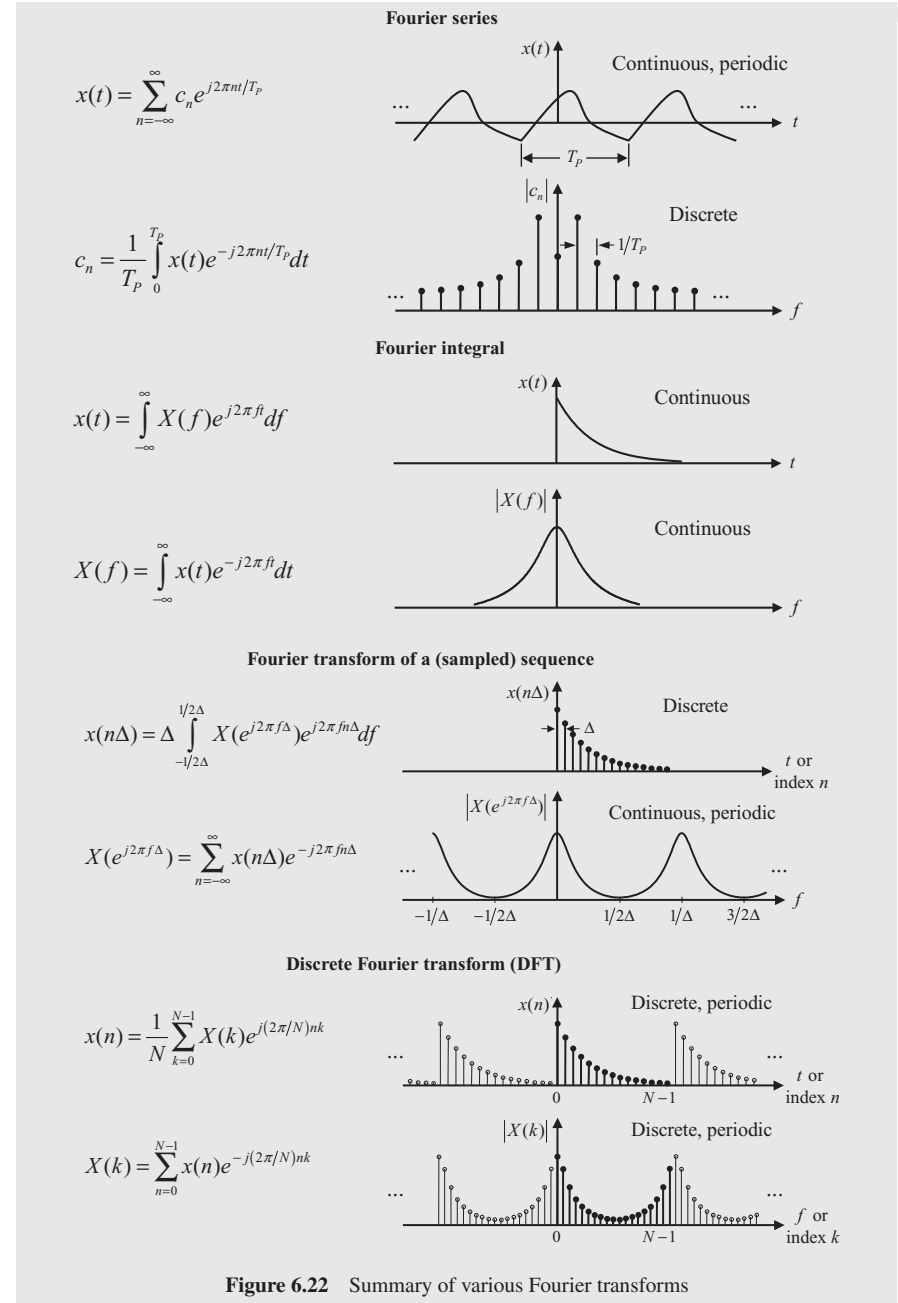 Fourier series
x(t) = ∑_{n=−∞}^{∞} c_n e^{j2πnt/T_P}
x(t)
Continuous, periodic
... ...
t
T_P
c_n = 1/T_P ∫_0^{T_P} x(t)e^{−j2πnt/T_P}dt
|c_n|
Discrete
1/T_P
... ...
f
Fourier integral
x(t) = ∫_{−∞}^{∞} X(f)e^{j2πft}df
x(t)
Continuous
t
X(f) = ∫_{−∞}^{∞} x(t)e^{−j2πft}dt
|X(f)|
Continuous
f
Fourier transform of a (sampled) sequence
x(nΔ) = Δ ∫_{−1/2Δ}^{1/2Δ} X(e^{j2πfΔ})e^{j2πfnΔ}df
x(nΔ)
Discrete
Δ
t or
index n
X(e^{j2πfΔ}) = ∑_{n=−∞}^{∞} x(nΔ)e^{−j2πfnΔ}
|X(e^{j2πfΔ})|
Continuous, periodic
... ...
f
−1/Δ −1/2Δ 1/2Δ 1/Δ 3/2Δ
Discrete Fourier transform (DFT)
x(n) = 1/N ∑_{k=0}^{N−1} X(k)e^{j(2π/N)nk}
x(n)
Discrete, periodic
... ...
t or
index n
0 N−1
X(k) = ∑_{n=0}^{N−1} x(n)e^{−j(2π/N)nk}
|X(k)|
Discrete, periodic
... ...
f or
index k
0 N−1
Figure 6.22 Summary of various Fourier transforms